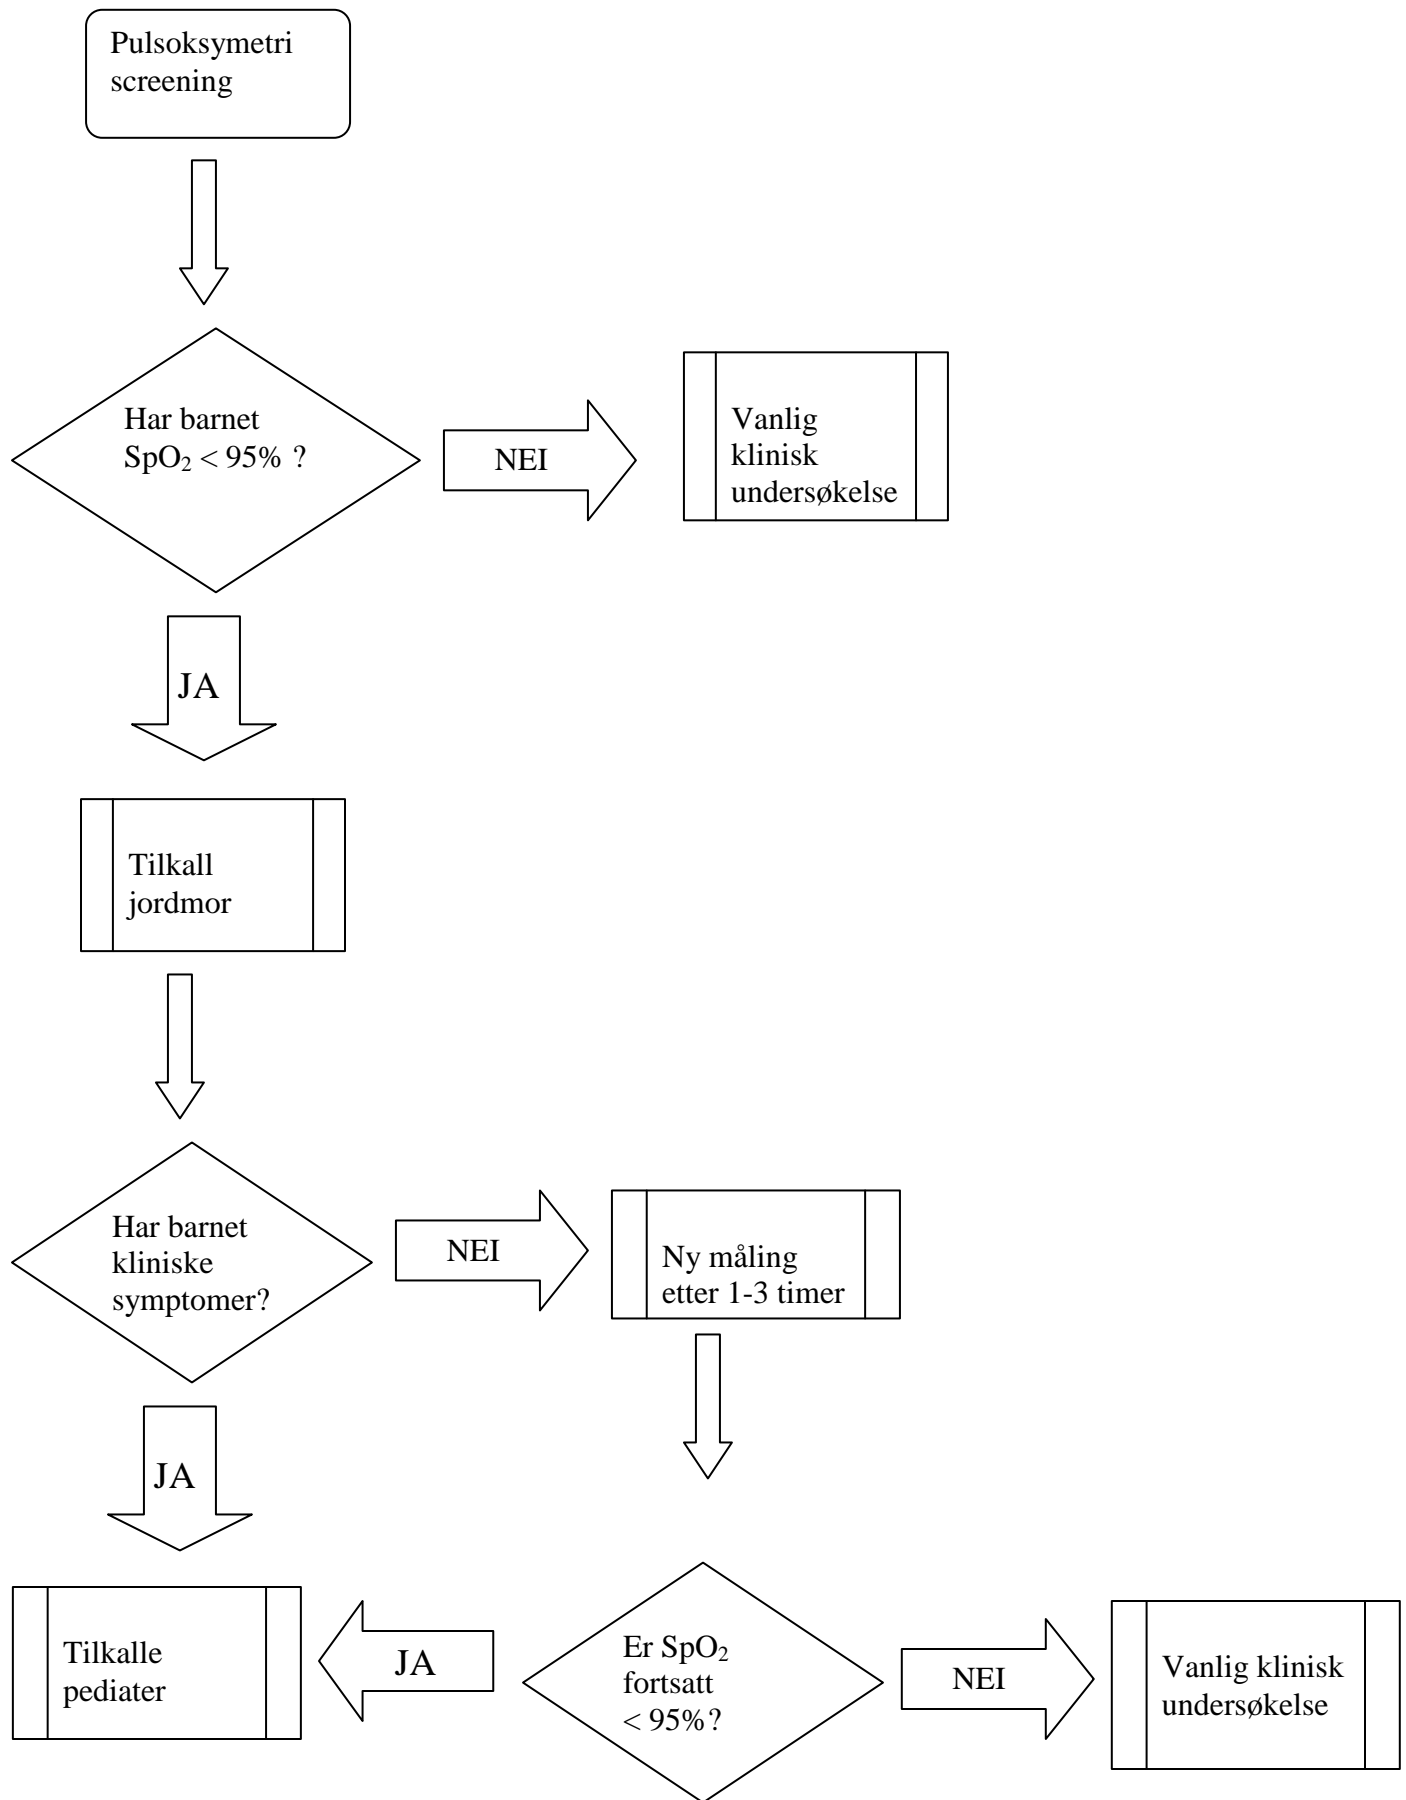 Pulsoksymetri
screening
Har barnet
SpO₂ < 95% ?
NEI
Vanlig
klinisk
undersøkelse
JA
Tilkall
jordmor
Har barnet
kliniske
symptomer?
NEI
Ny måling
etter 1-3 timer
JA
Tilkalle
pediater
JA
Er SpO₂
fortsatt
< 95%?
NEI
Vanlig klinisk
undersøkelse